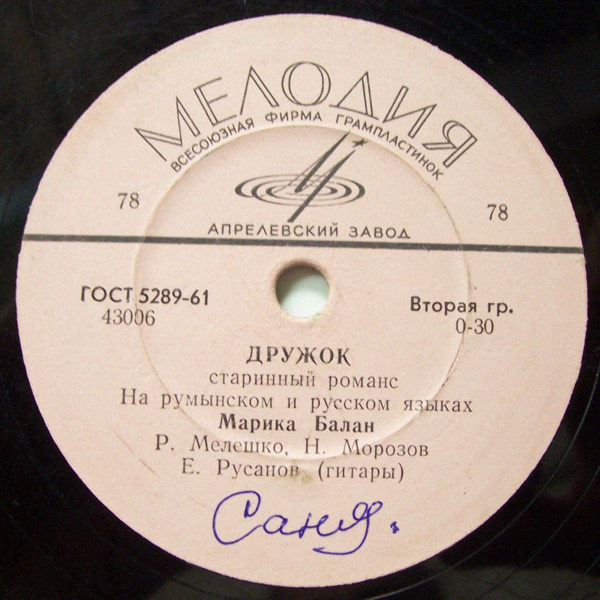 МЕЛОДИЯ
ВСЕСОЮЗНАЯ ФИРМА ГРАМПЛАСТИНОК
78 78
АПРЕЛЕВСКИЙ ЗАВОД
ГОСТ 5289-61 Вторая гр.
43006 0-30
ДРУЖОК
старинный романс
На румынском и русском языках
Марика Балан
Р. Мелешко, Н. Морозов
Е. Русанов (гитары)
Саня.